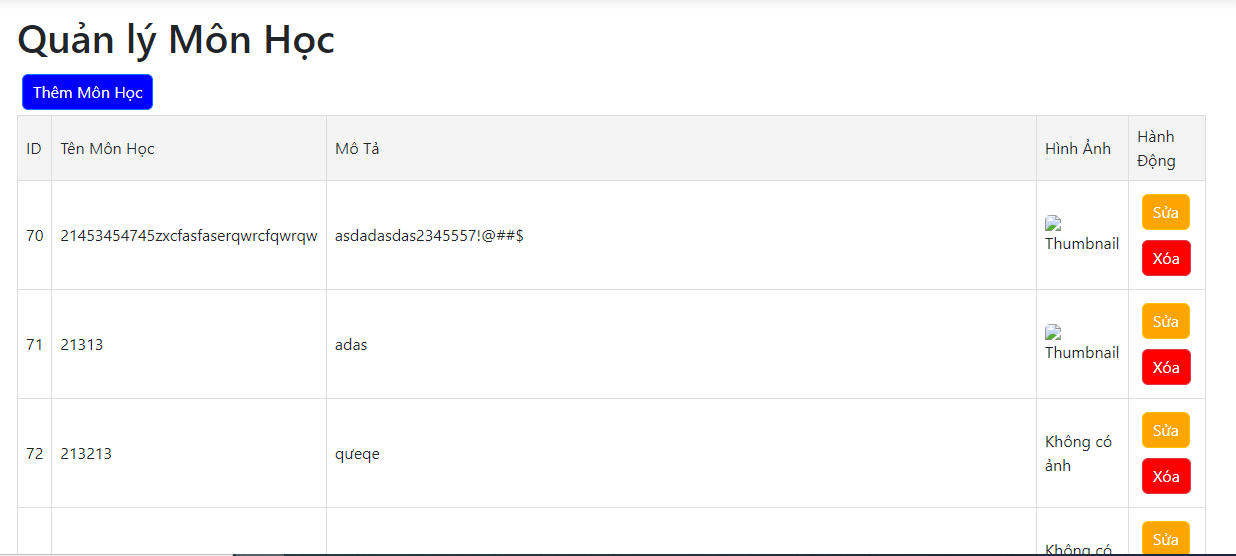 Quản lý Môn Học
Thêm Môn Học
ID Tên Môn Học Mô Tả Hình Ảnh Hành Động
70 21453454745zxcfasfaserqwrcfqwrqw asdadasdas2345557!@##$ Thumbnail Sửa
Xóa
71 21313 adas Thumbnail Sửa
Xóa
72 213213 qưeqe Không có ảnh Sửa
Xóa
Không có Sửa